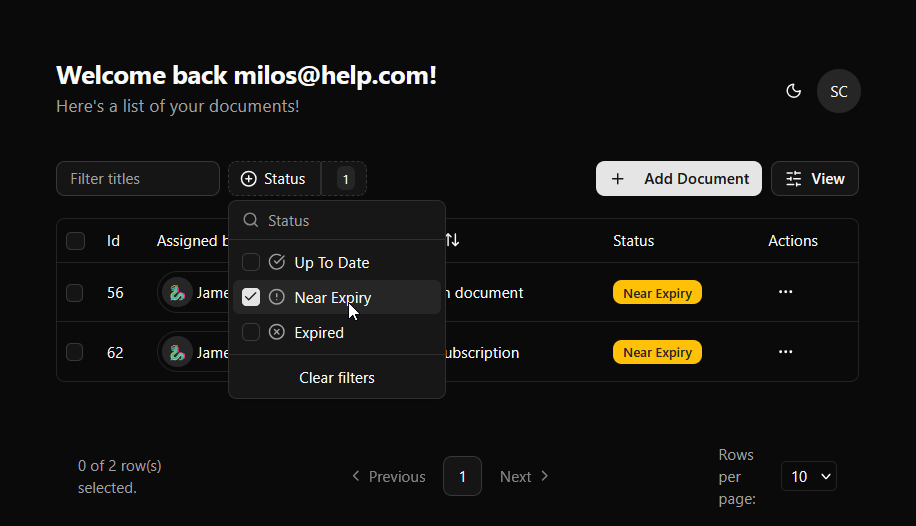 Welcome back milos@help.com!
Here's a list of your documents!
SC
Filter titles
Status
1
Add Document
View
Status
Id
Assigned b
Status
Actions
Up To Date
56
Jame
document
Near Expiry
Near Expiry
Expired
62
Jame
ubscription
Near Expiry
Clear filters
0 of 2 row(s)
selected.
Previous
1
Next
Rows
per
page:
10